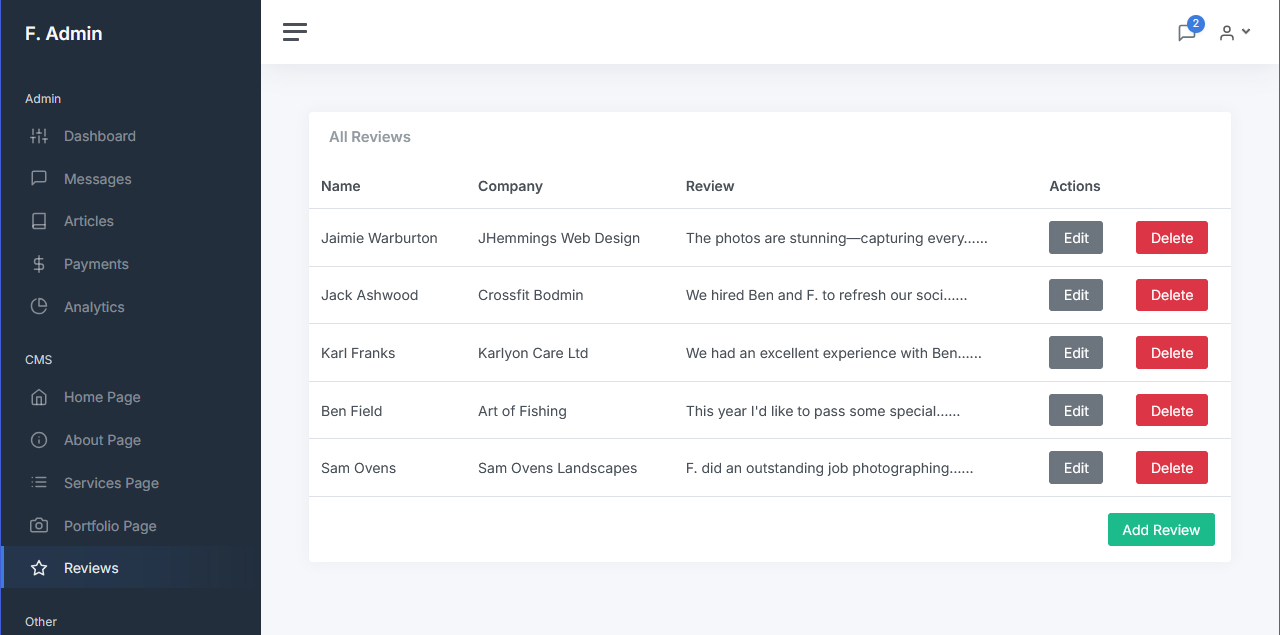 F. Admin
2
Admin
Dashboard
Messages
Articles
Payments
Analytics
CMS
Home Page
About Page
Services Page
Portfolio Page
Reviews
Other
All Reviews
Name Company Review Actions
Jaimie Warburton JHemmings Web Design The photos are stunning—capturing every...... Edit Delete
Jack Ashwood Crossfit Bodmin We hired Ben and F. to refresh our soci...... Edit Delete
Karl Franks Karlyon Care Ltd We had an excellent experience with Ben...... Edit Delete
Ben Field Art of Fishing This year I'd like to pass some special...... Edit Delete
Sam Ovens Sam Ovens Landscapes F. did an outstanding job photographing...... Edit Delete
Add Review